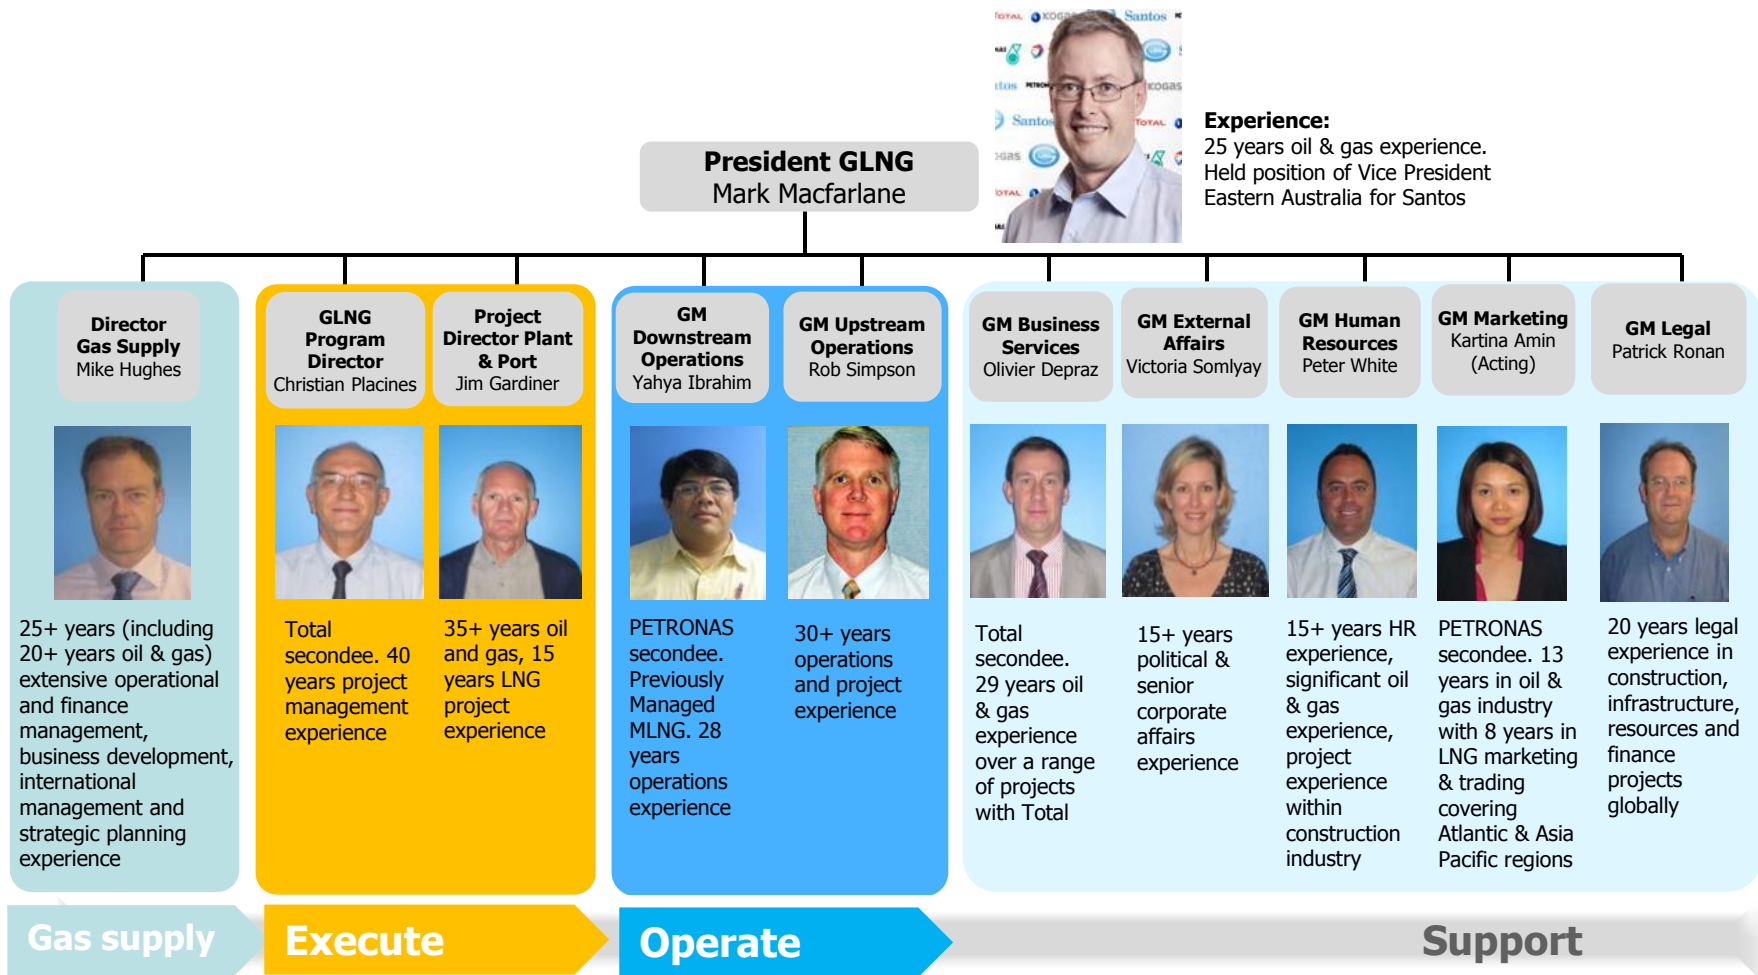 TOTAL KOGAS Santos
Santos PETRONAS KOGAS
Santos TOTAL
KOGAS
TOTAL
Experience:
25 years oil & gas experience.
Held position of Vice President
Eastern Australia for Santos
President GLNG
Mark Macfarlane
Director
Gas Supply
Mike Hughes
25+ years (including
20+ years oil & gas)
extensive operational
and finance
management,
business development,
international
management and
strategic planning
experience
GLNG
Program
Director
Christian Placines
Total
secondee. 40
years project
management
experience
Project
Director Plant
& Port
Jim Gardiner
35+ years oil
and gas, 15
years LNG
project
experience
GM
Downstream
Operations
Yahya Ibrahim
PETRONAS
secondee.
Previously
Managed
MLNG. 28
years
operations
experience
GM Upstream
Operations
Rob Simpson
30+ years
operations
and project
experience
GM Business
Services
Olivier Depraz
Total
secondee.
29 years oil
& gas
experience
over a range
of projects
with Total
GM External
Affairs
Victoria Somlyay
15+ years
political &
senior
corporate
affairs
experience
GM Human
Resources
Peter White
15+ years HR
experience,
significant oil
& gas
experience,
project
experience
within
construction
industry
GM Marketing
Kartina Amin
(Acting)
PETRONAS
secondee. 13
years in oil &
gas industry
with 8 years in
LNG marketing
& trading
covering
Atlantic & Asia
Pacific regions
GM Legal
Patrick Ronan
20 years legal
experience in
construction,
infrastructure,
resources and
finance
projects
globally
Gas supply
Execute
Operate
Support